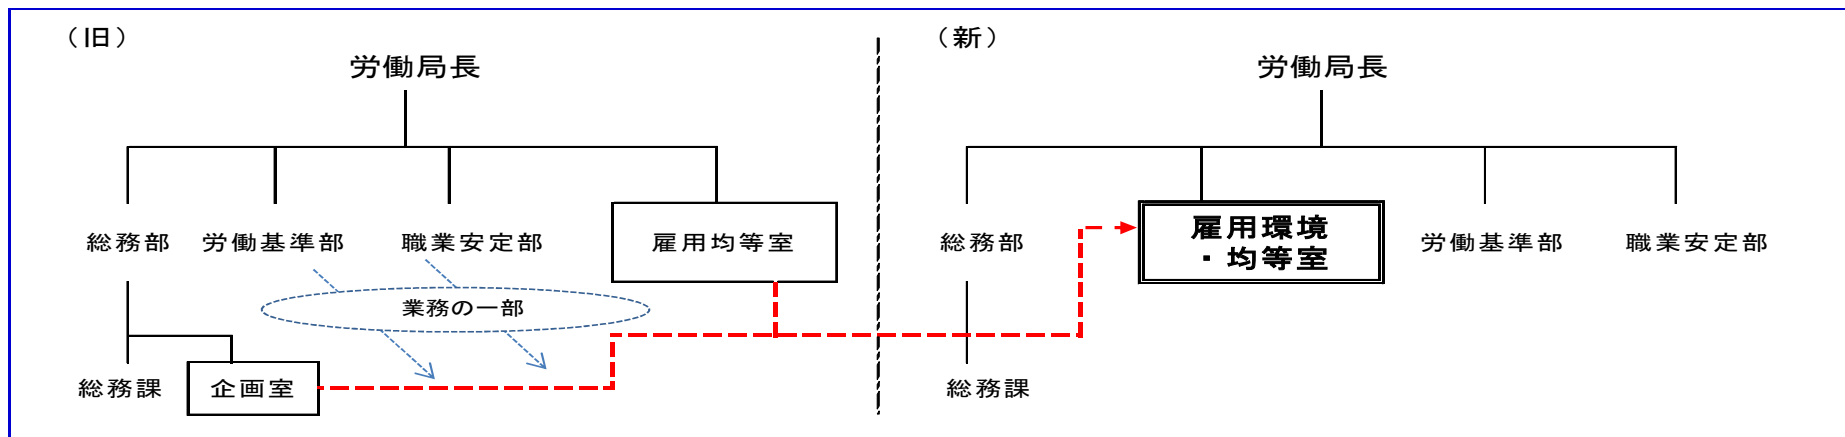 （旧）
労働局長
総務部
労働基準部
職業安定部
雇用均等室
業務の一部
総務課
企画室
（新）
労働局長
総務部
雇用環境
・均等室
労働基準部
職業安定部
総務課